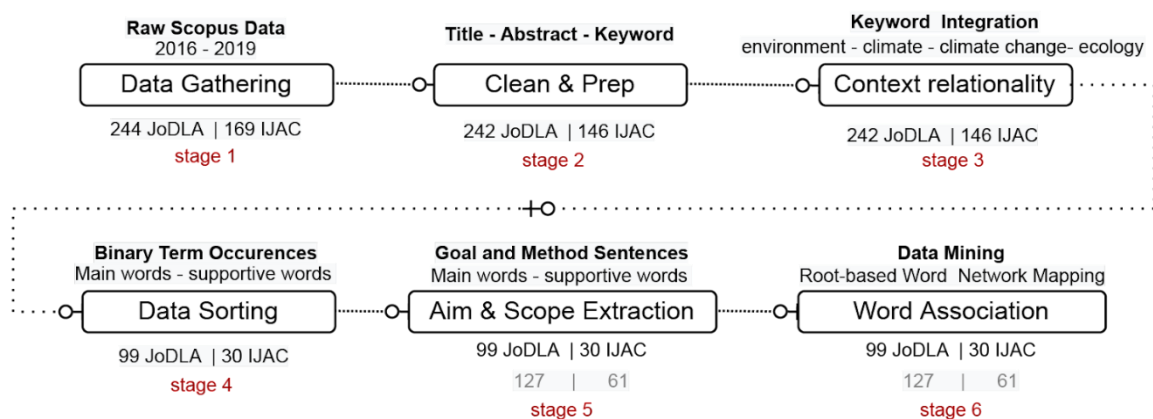 Raw Scopus Data
2016 - 2019
Data Gathering
244 JoDLA | 169 IJAC
stage 1
Title - Abstract - Keyword
Clean & Prep
242 JoDLA | 146 IJAC
stage 2
Keyword Integration
environment - climate - climate change- ecology
Context relationality
242 JoDLA | 146 IJAC
stage 3
Binary Term Occurences
Main words - supportive words
Data Sorting
99 JoDLA | 30 IJAC
stage 4
Goal and Method Sentences
Main words - supportive words
Aim & Scope Extraction
99 JoDLA | 30 IJAC
127 | 61
stage 5
Data Mining
Root-based Word Network Mapping
Word Association
99 JoDLA | 30 IJAC
127 | 61
stage 6